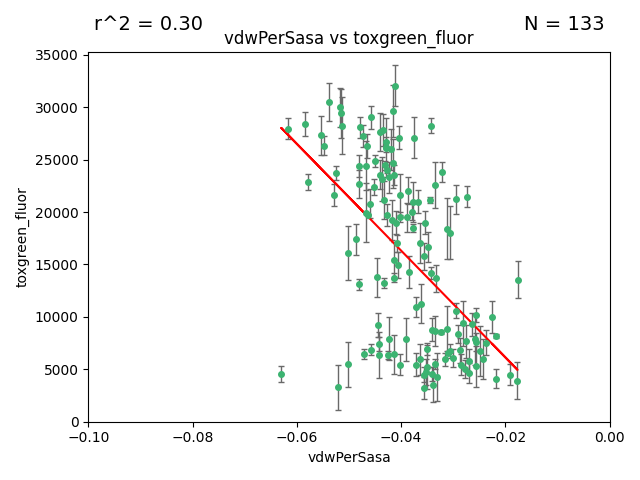 r^2 = 0.30
N = 133
vdwPerSasa vs toxgreen_fluor
35000
30000
25000
20000
15000
10000
5000
0
toxgreen_fluor
−0.10
−0.08
−0.06
−0.04
−0.02
0.00
vdwPerSasa